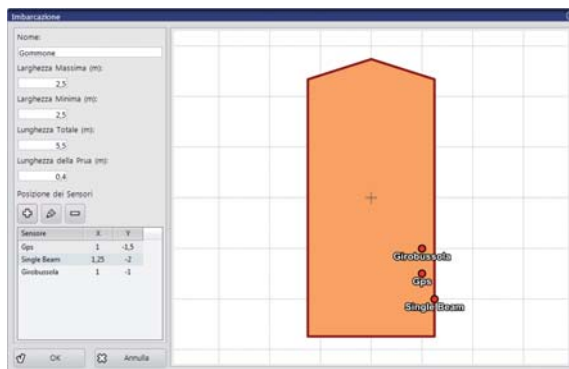 Imbarcazione
Nome:
Gommone
Larghezza Massima (m):
2,5
Larghezza Minima (m):
2,5
Lunghezza Totale (m):
5,5
Lunghezza della Prua (m):
0,4
Posizione dei Sensori
Sensore X Y
Gps 1 -1,5
Single Beam 1,25 -2
Girobussola 1 -1
OK Annulla
Girobussola
Gps
Single Beam